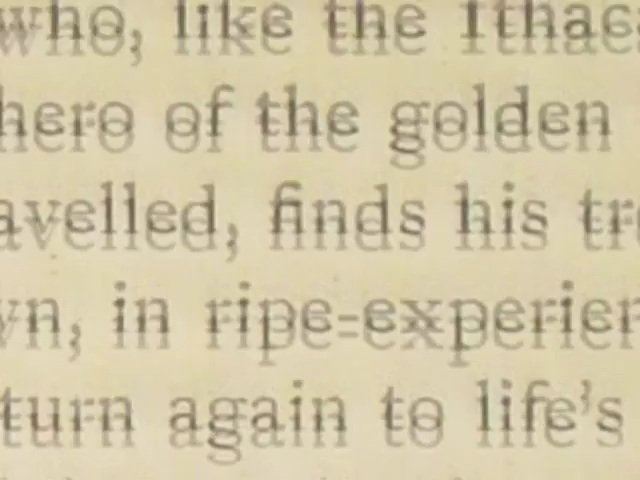 who, like the Ithac
hero of the golden
avelled, finds his tr
wn, in ripe-experier
turn again to life's